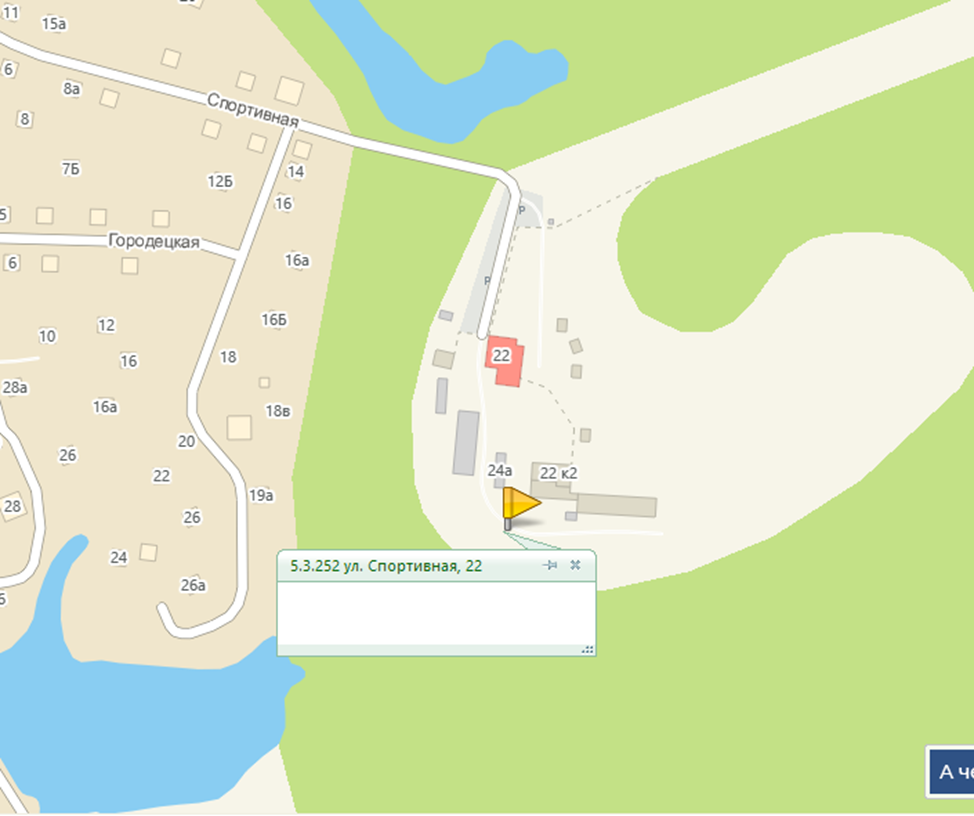 11
15а
6
8а
8
Спортивная
7Б
12Б
14
16
5
Городецкая
6
16а
P
P
10
12
16Б
16
18
22
28а
16а
18в
20
26
22
24а
22 к2
19а
28
26
24
26а
5.3.252 ул. Спортивная, 22
А че